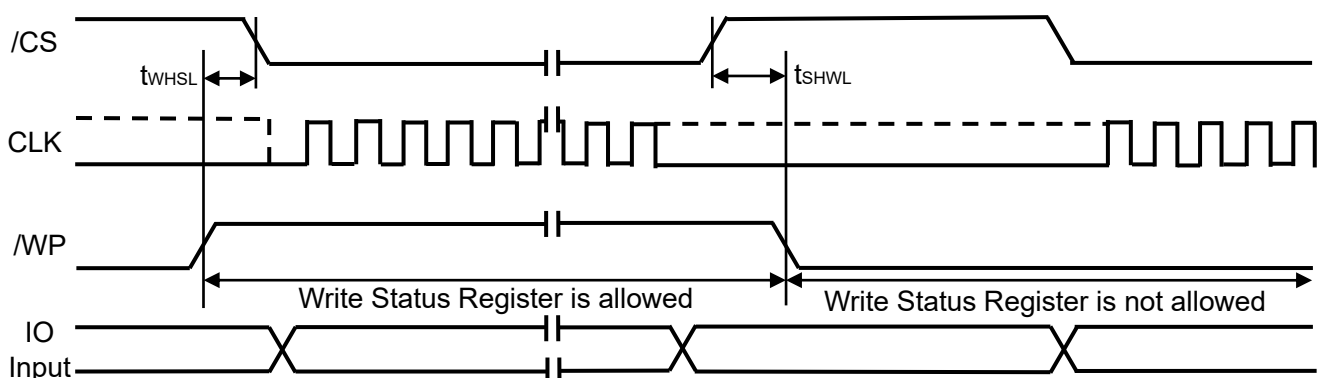 /CS
tWHSL
tSHWL
CLK
/WP
Write Status Register is allowed
Write Status Register is not allowed
IO
Input